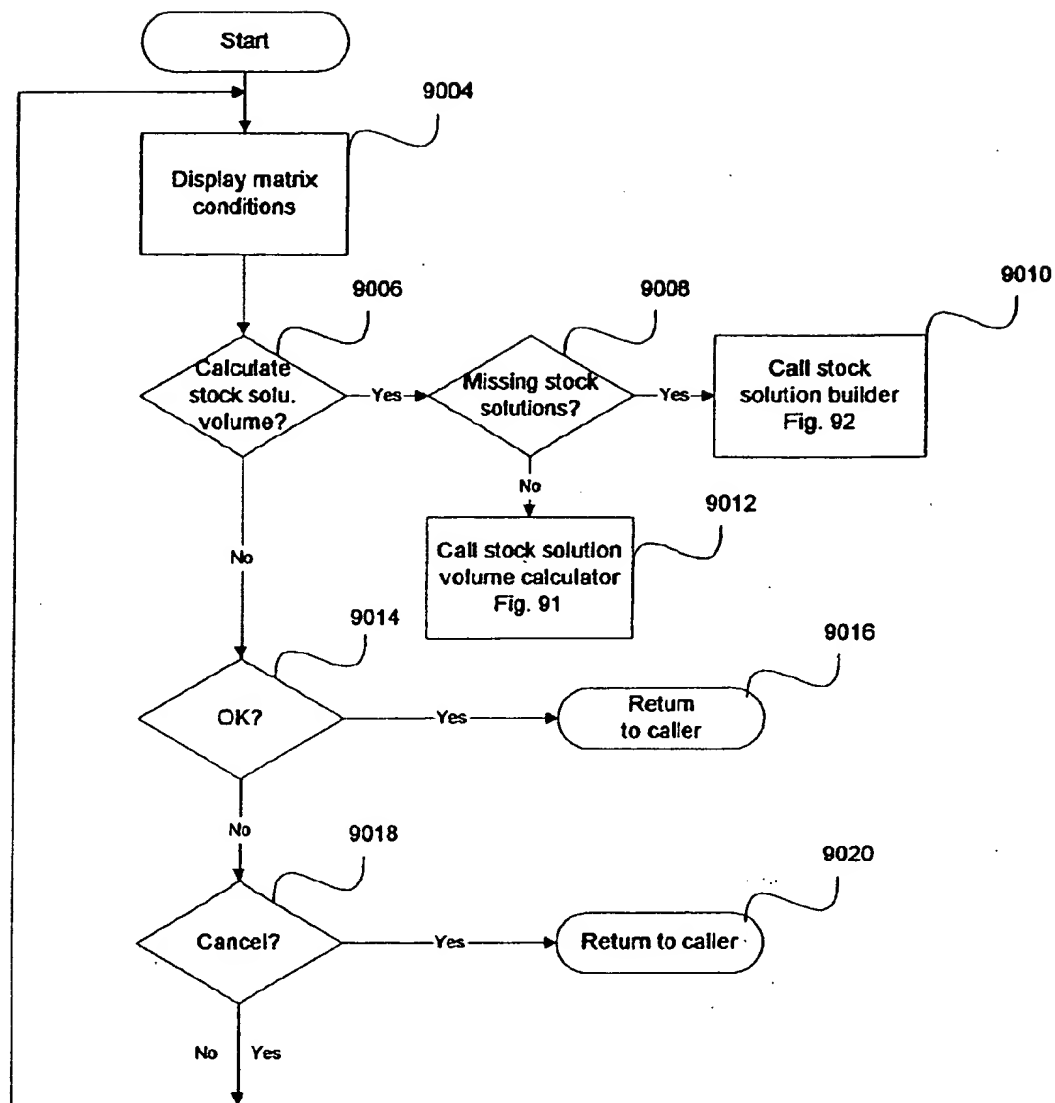 Start
9004
Display matrix
conditions
9006
9008
9010
Calculate
stock solu.
volume?
Yes
Missing stock
solutions?
Yes
Call stock
solution builder
Fig. 92
No
9012
Call stock solution
volume calculator
Fig. 91
No
9014
9016
OK?
Yes
Return
to caller
No
9018
9020
Cancel?
Yes
Return to caller
No Yes